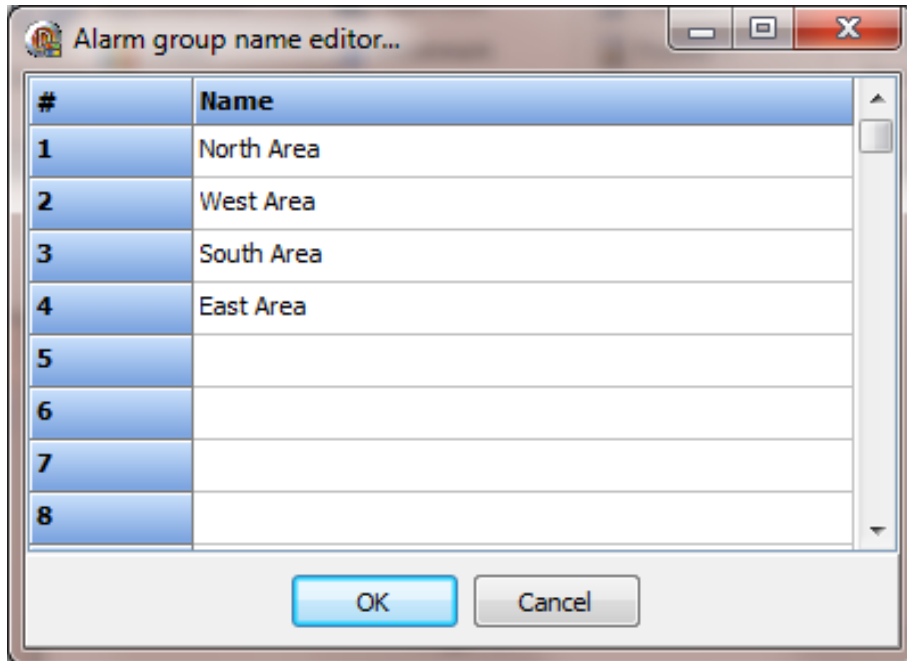 Alarm group name editor...
# Name
1 North Area
2 West Area
3 South Area
4 East Area
5
6
7
8
OK Cancel